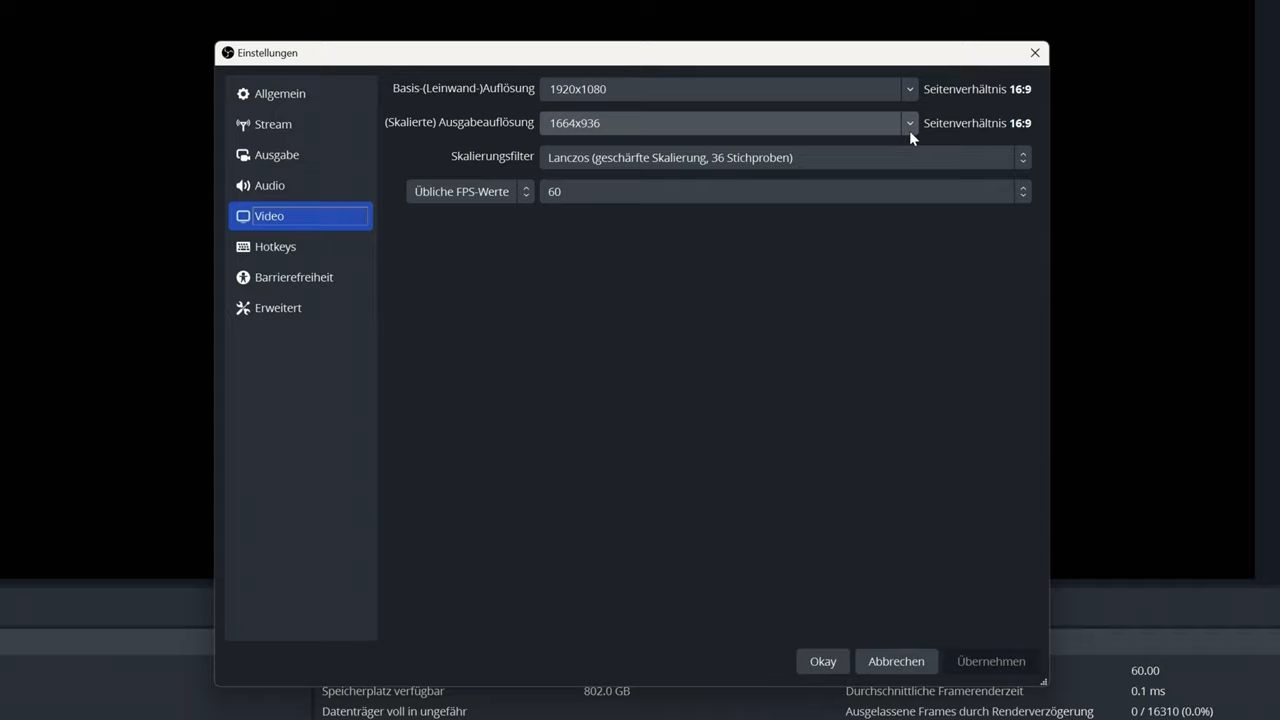 Einstellungen
Allgemein
Stream
Ausgabe
Audio
Video
Hotkeys
Barrierefreiheit
Erweitert
Basis-(Leinwand-)Auflösung 1920x1080 Seitenverhältnis 16:9
(Skalierte) Ausgabeauflösung 1664x936 Seitenverhältnis 16:9
Skalierungsfilter Lanczos (geschärfte Skalierung, 36 Stichproben)
Übliche FPS-Werte 60
Okay Abbrechen Übernehmen
60.00
Speicherplatz verfügbar 802.0 GB Durchschnittliche Framerenderzeit 0.1 ms
Datenträger voll in ungefähr Ausgelassene Frames durch Renderverzögerung 0 / 16310 (0.0%)